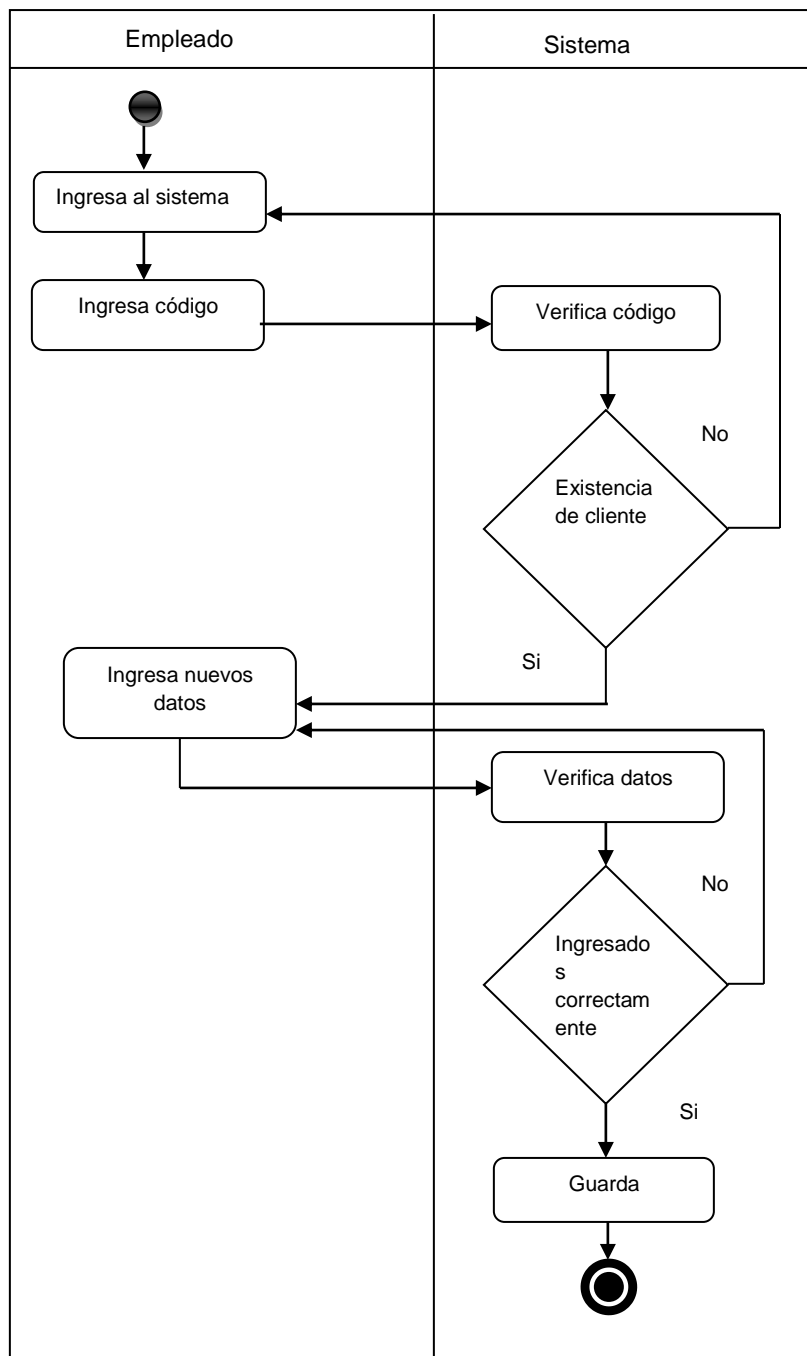 Empleado
Sistema
Ingresa al sistema
Ingresa código
Verifica código
No
Existencia
de cliente
Si
Ingresa nuevos
datos
Verifica datos
No
Ingresado
s
correctam
ente
Si
Guarda